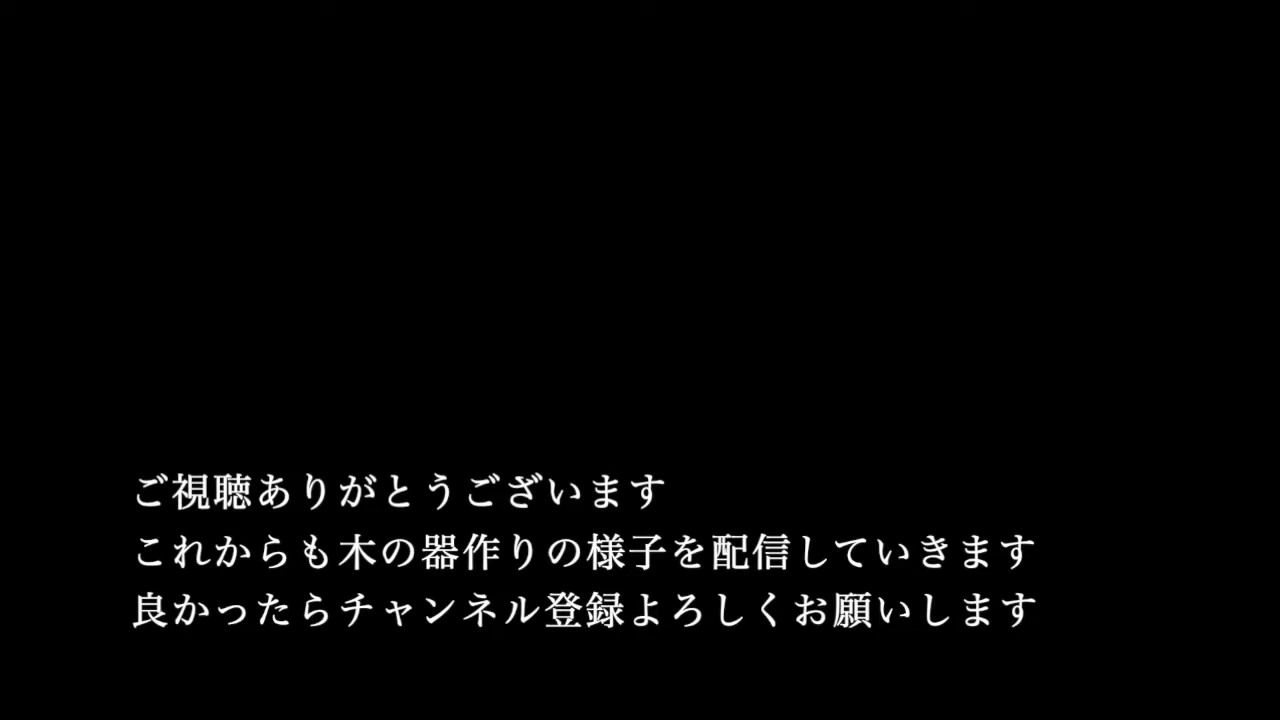 ご視聴ありがとうございます
これからも木の器作りの様子を配信していきます
良かったらチャンネル登録よろしくお願いします